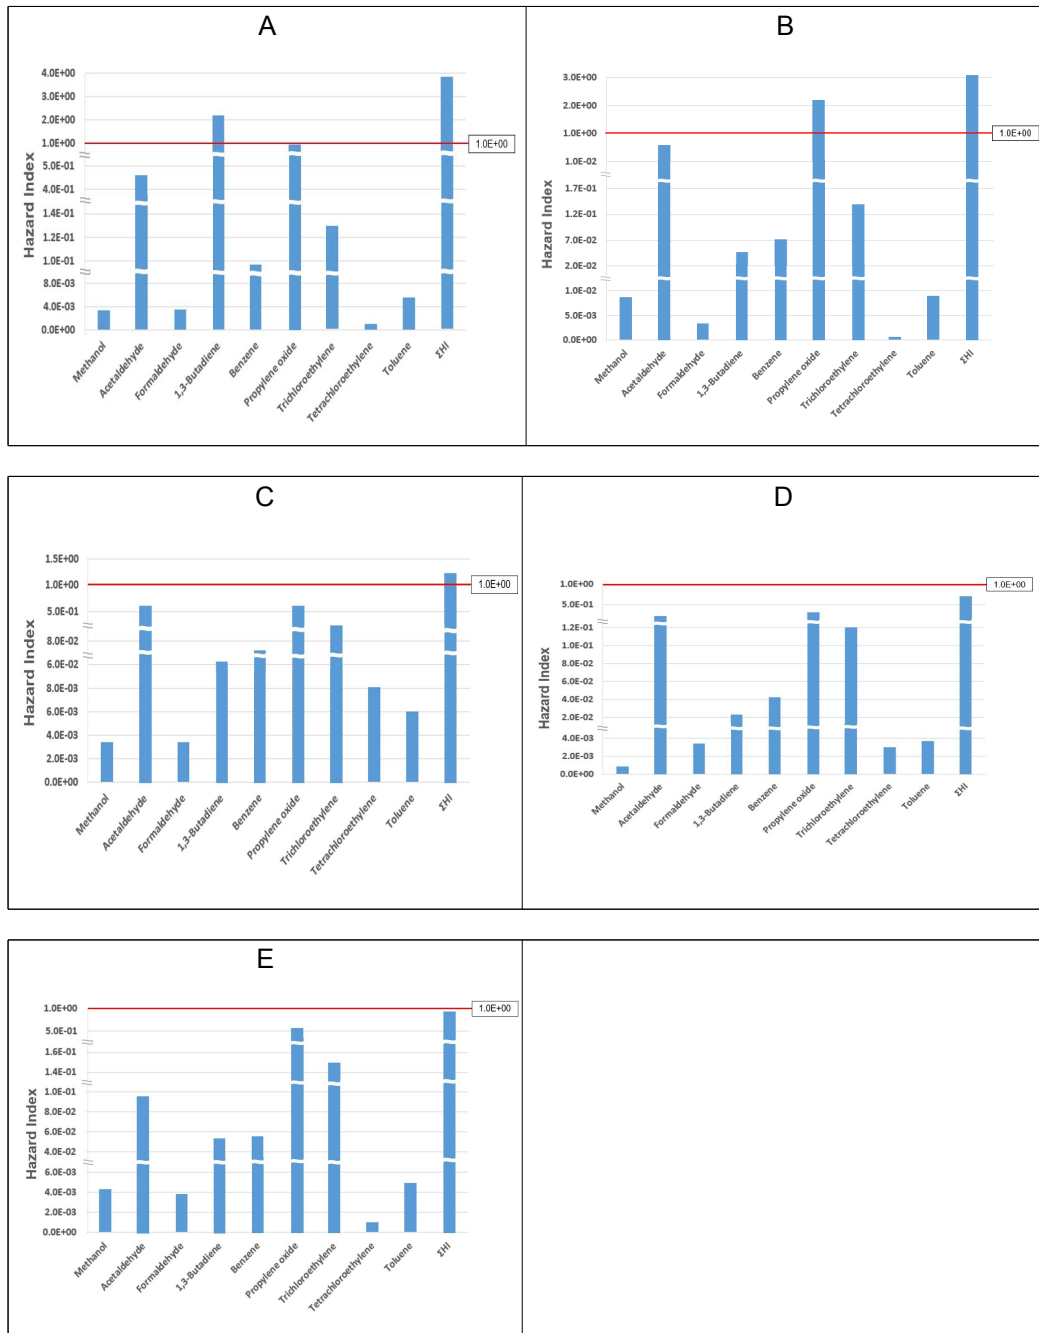 A
Hazard Index
4.0E+00
3.0E+00
2.0E+00
1.0E+00
5.0E-01
4.0E-01
1.4E-01
1.2E-01
1.0E-01
8.0E-03
4.0E-03
0.0E+00
1.0E+00
Methanol
Acetaldehyde
Formaldehyde
1,3-Butadiene
Benzene
Propylene oxide
Trichloroethylene
Tetrachloroethylene
Toluene
ΣHI
B
Hazard Index
3.0E+00
2.0E+00
1.0E+00
1.0E-02
1.7E-01
1.2E-01
7.0E-02
2.0E-02
1.0E-02
5.0E-03
0.0E+00
1.0E+00
Methanol
Acetaldehyde
Formaldehyde
1,3-Butadiene
Benzene
Propylene oxide
Trichloroethylene
Tetrachloroethylene
Toluene
ΣHI
C
Hazard Index
1.5E+00
1.0E+00
5.0E-01
8.0E-02
6.0E-02
8.0E-03
6.0E-03
4.0E-03
2.0E-03
0.0E+00
1.0E+00
Methanol
Acetaldehyde
Formaldehyde
1,3-Butadiene
Benzene
Propylene oxide
Trichloroethylene
Tetrachloroethylene
Toluene
ΣHI
D
Hazard Index
1.0E+00
5.0E-01
1.2E-01
1.0E-01
8.0E-02
6.0E-02
4.0E-02
2.0E-02
4.0E-03
2.0E-03
0.0E+00
1.0E+00
Methanol
Acetaldehyde
Formaldehyde
1,3-Butadiene
Benzene
Propylene oxide
Trichloroethylene
Tetrachloroethylene
Toluene
ΣHI
E
Hazard Index
1.0E+00
5.0E-01
1.6E-01
1.4E-01
1.0E-01
8.0E-02
6.0E-02
4.0E-02
6.0E-03
4.0E-03
2.0E-03
0.0E+00
1.0E+00
Methanol
Acetaldehyde
Formaldehyde
1,3-Butadiene
Benzene
Propylene oxide
Trichloroethylene
Tetrachloroethylene
Toluene
ΣHI